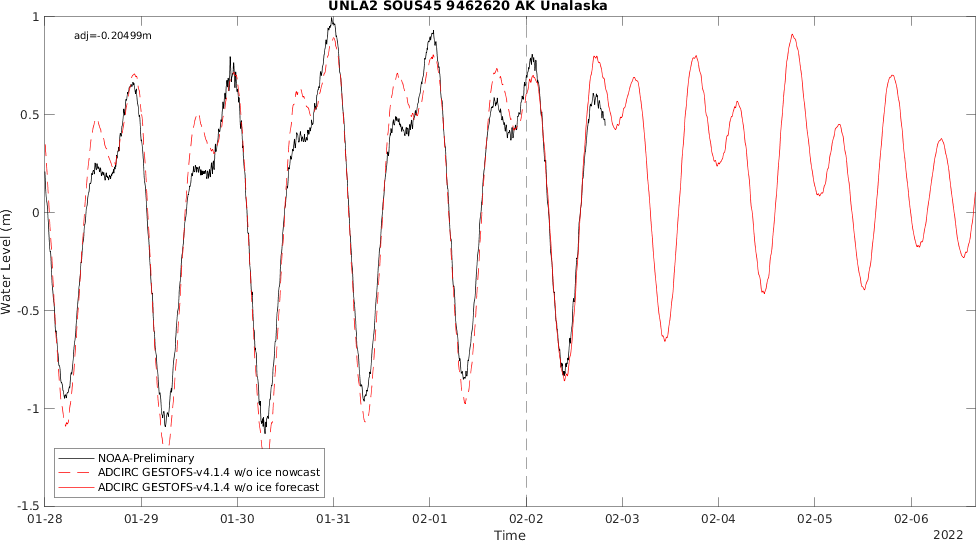 UNLA2 SOUS45 9462620 AK Unalaska
adj=-0.20499m
1
0.5
0
-0.5
-1
-1.5
Water Level (m)
NOAA-Preliminary
ADCIRC GESTOFS-v4.1.4 w/o ice nowcast
ADCIRC GESTOFS-v4.1.4 w/o ice forecast
01-28 01-29 01-30 01-31 02-01 02-02 02-03 02-04 02-05 02-06
Time
2022